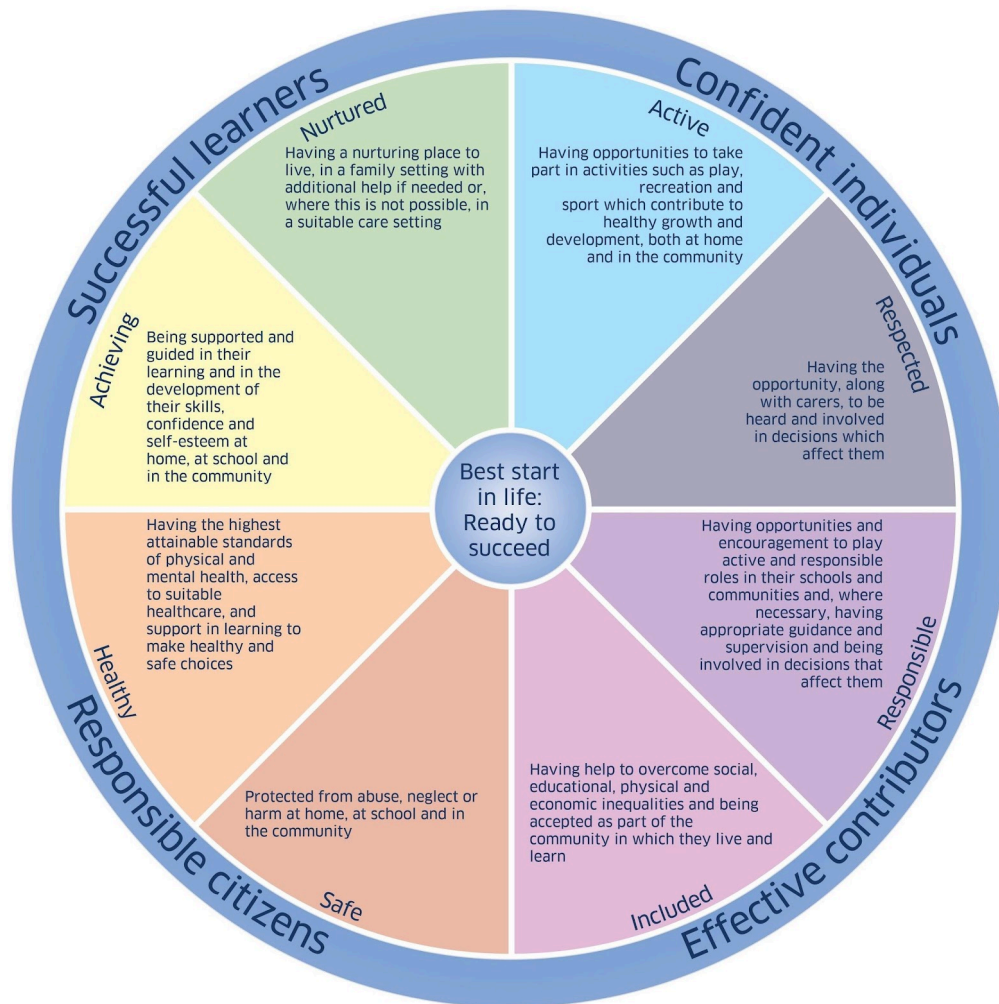 Successful learners
Confident individuals
Nurtured
Having a nurturing place to
live, in a family setting with
additional help if needed or,
where this is not possible, in
a suitable care setting
Active
Having opportunities to take
part in activities such as play,
recreation and
sport which contribute to
healthy growth and
development, both at home
and in the community
Achieving
Being supported and
guided in their
learning and in the
development of
their skills,
confidence and
self-esteem at
home, at school and
in the community
Respected
Having the
opportunity, along
with carers, to be
heard and involved
in decisions which
affect them
Best start
in life:
Ready to
succeed
Healthy
Having the highest
attainable standards
of physical and
mental health, access
to suitable
healthcare, and
support in learning to
make healthy and
safe choices
Responsible
Having opportunities and
encouragement to play
active and responsible
roles in their schools and
communities and, where
necessary, having
appropriate guidance and
supervision and being
involved in decisions that
affect them
Protected from abuse, neglect or
harm at home, at school and in
the community
Safe
Having help to overcome social,
educational, physical and
economic inequalities and being
accepted as part of the
community in which they live and
learn
Included
Responsible citizens
Effective contributors